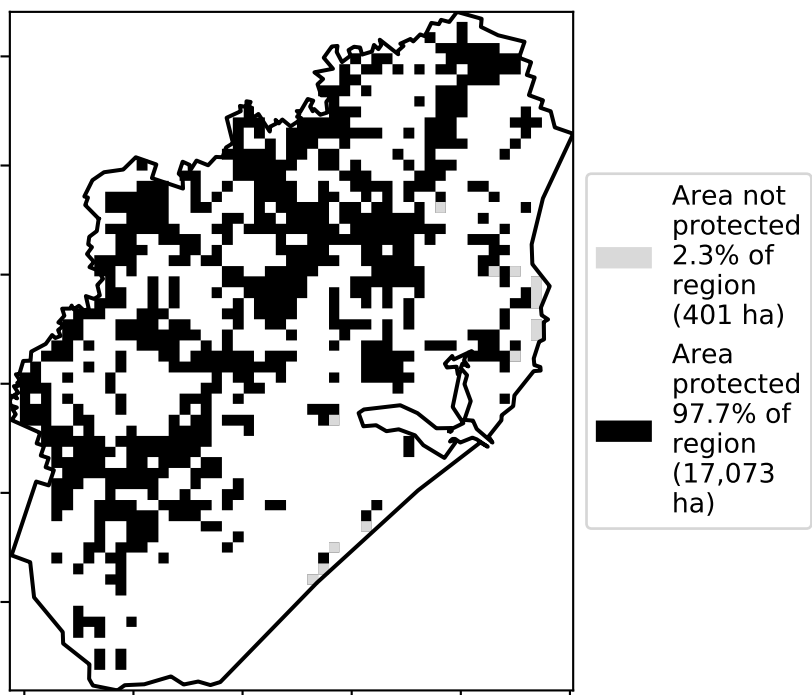 Area not
protected
2.3% of
region
(401 ha)
Area
protected
97.7% of
region
(17,073
ha)